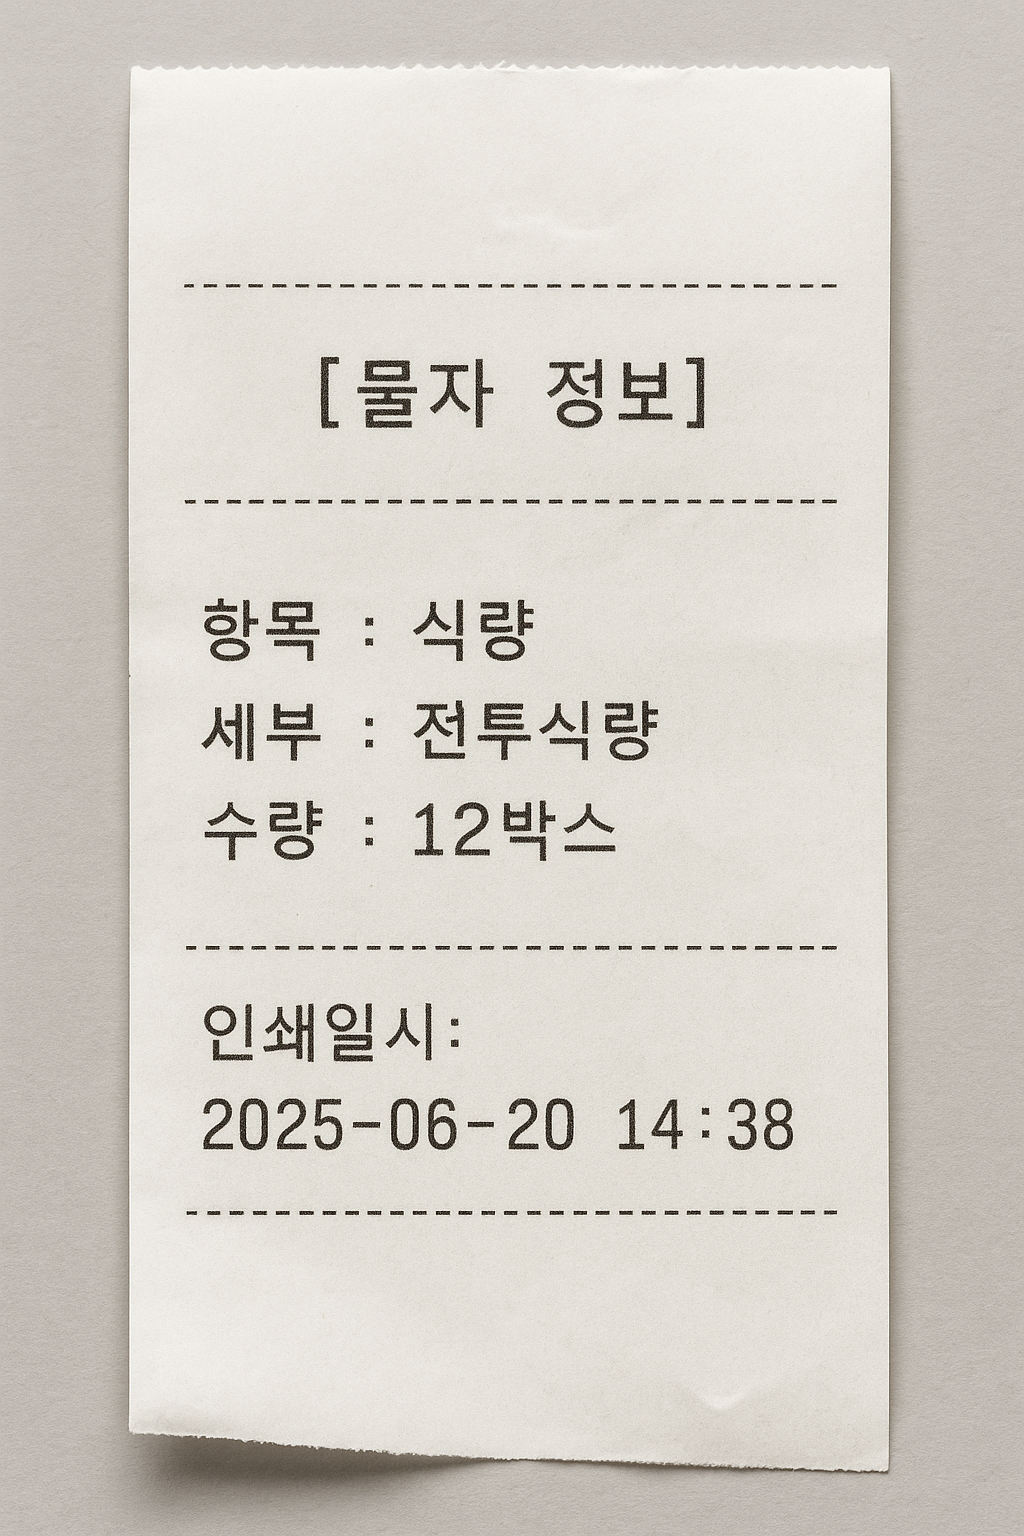 [물자 정보]
항목 : 식량
세부 : 전투식량
수량 : 12박스
인쇄일시:
2025-06-20 14:38